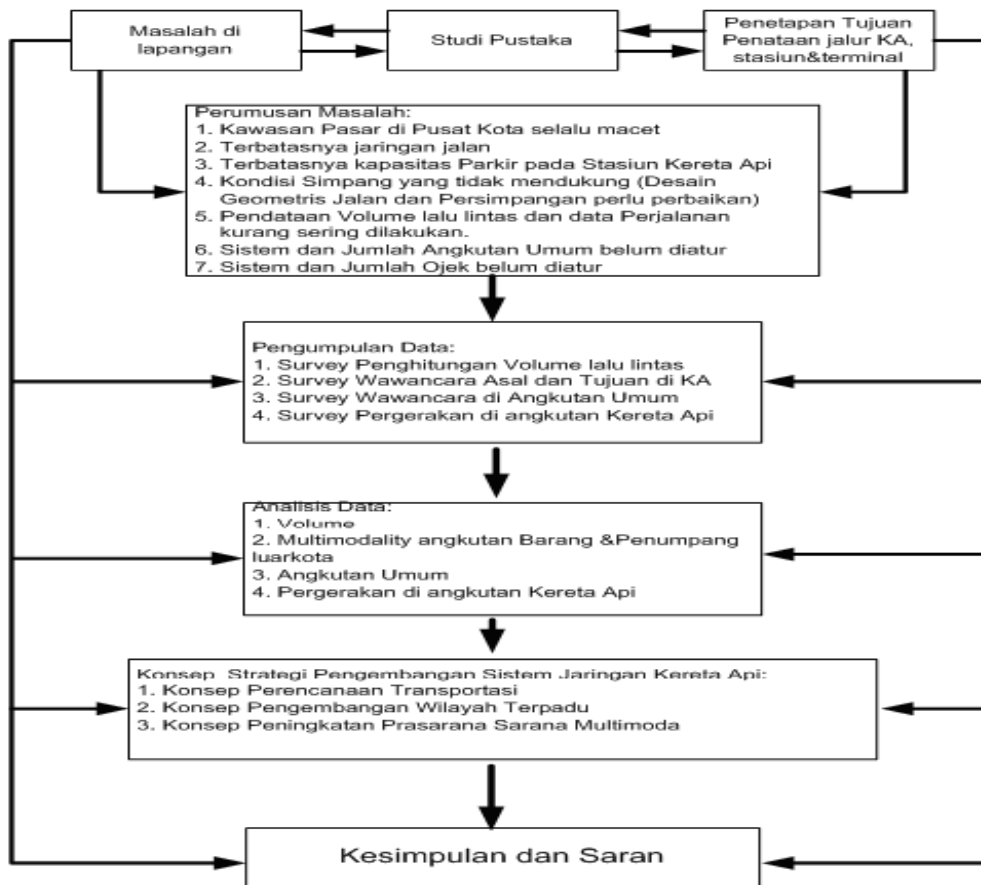 Masalah di
lapangan
Studi Pustaka
Penetapan Tujuan
Penataan jalur KA,
stasiun&terminal
Perumusan Masalah:
1. Kawasan Pasar di Pusat Kota selalu macet
2. Terbatasnya jaringan jalan
3. Terbatasnya kapasitas Parkir pada Stasiun Kereta Api
4. Kondisi Simpang yang tidak mendukung (Desain
Geometris Jalan dan Persimpangan perlu perbaikan)
5. Pendataan Volume lalu lintas dan data Perjalanan
kurang sering dilakukan.
6. Sistem dan Jumlah Angkutan Umum belum diatur
7. Sistem dan Jumlah Ojek belum diatur
Pengumpulan Data:
1. Survey Penghitungan Volume lalu lintas
2. Survey Wawancara Asal dan Tujuan di KA
3. Survey Wawancara di Angkutan Umum
4. Survey Pergerakan di angkutan Kereta Api
Analisis Data:
1. Volume
2. Multimodality angkutan Barang &Penumpang
luarkota
3. Angkutan Umum
4. Pergerakan di angkutan Kereta Api
Konsep Strategi Pengembangan Sistem Jaringan Kereta Api:
1. Konsep Perencanaan Transportasi
2. Konsep Pengembangan Wilayah Terpadu
3. Konsep Peningkatan Prasarana Sarana Multimoda
Kesimpulan dan Saran